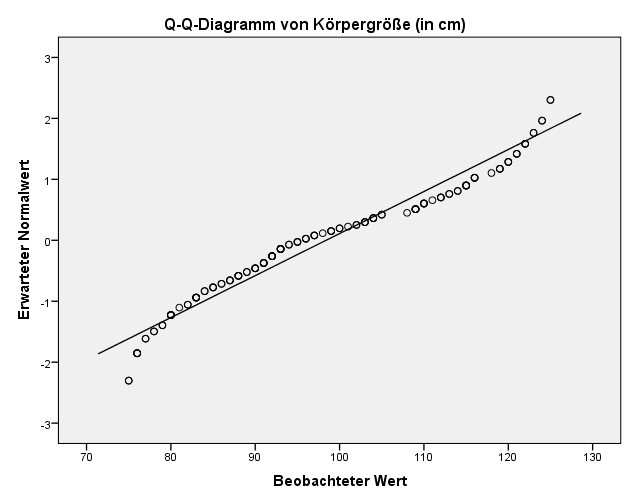 Q-Q-Diagramm von Körpergröße (in cm)
3
2
1
0
-1
-2
-3
Erwarteter Normalwert
70 80 90 100 110 120 130
Beobachteter Wert